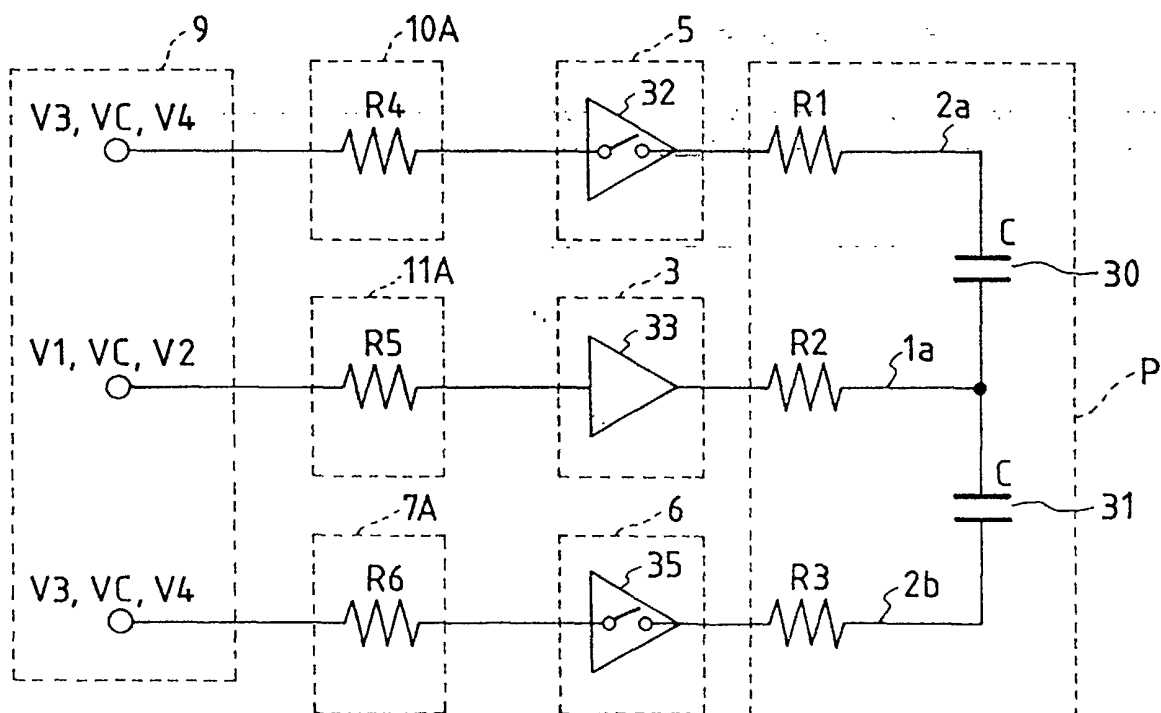 9
10A
5
V3, VC, V4
R4
32
R1
2a
C
30
11A
3
V1, VC, V2
R5
33
R2
1a
P
C
31
7A
6
V3, VC, V4
R6
35
R3
2b